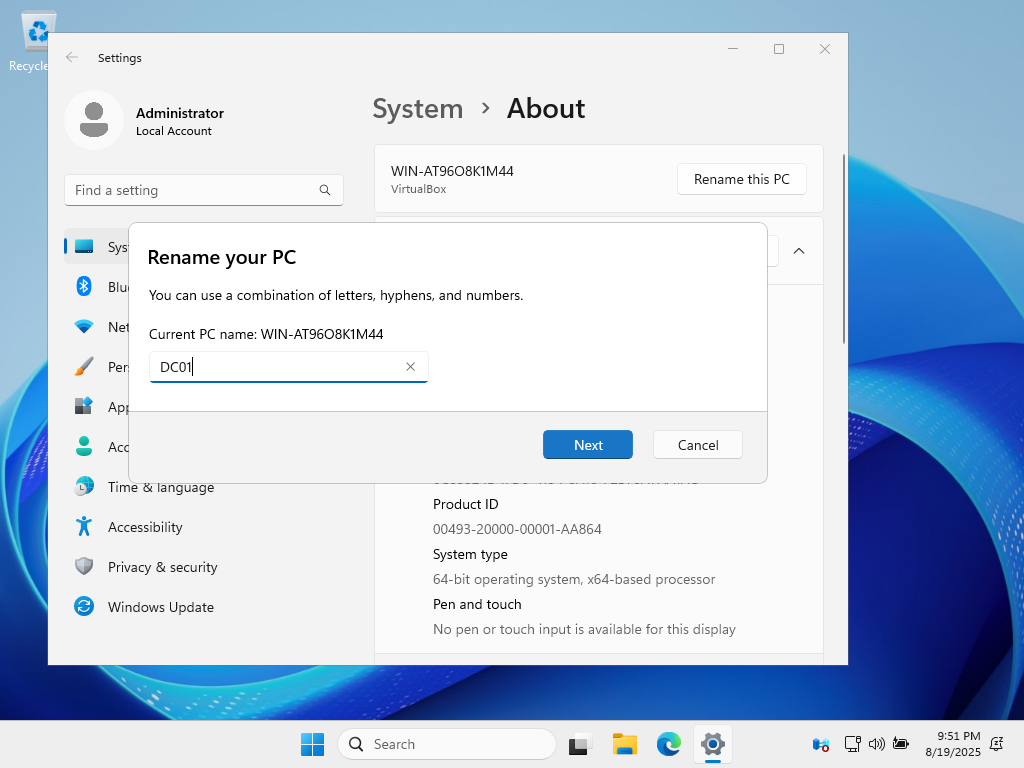 Recycle
Settings
Administrator
Local Account
Find a setting
System > About
WIN-AT96O8K1M44
VirtualBox
Rename this PC
Rename your PC
You can use a combination of letters, hyphens, and numbers.
Current PC name: WIN-AT96O8K1M44
DC01
Next
Cancel
Sys
Blu
Net
Pers
App
Acc
Time & language
Accessibility
Privacy & security
Windows Update
Product ID
00493-20000-00001-AA864
System type
64-bit operating system, x64-based processor
Pen and touch
No pen or touch input is available for this display
Search
9:51 PM
8/19/2025